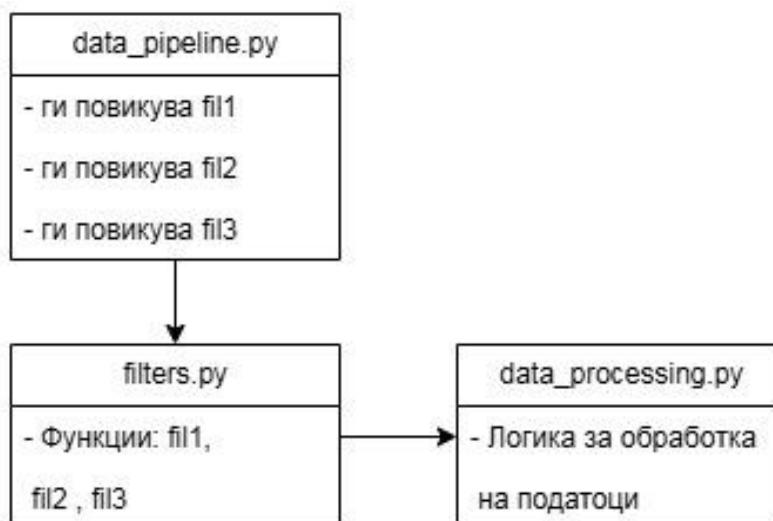 data_pipeline.py
- ги повикува fil1
- ги повикува fil2
- ги повикува fil3
filters.py
- Функции: fil1,
fil2 , fil3
data_processing.py
- Логика за обработка
на податоци